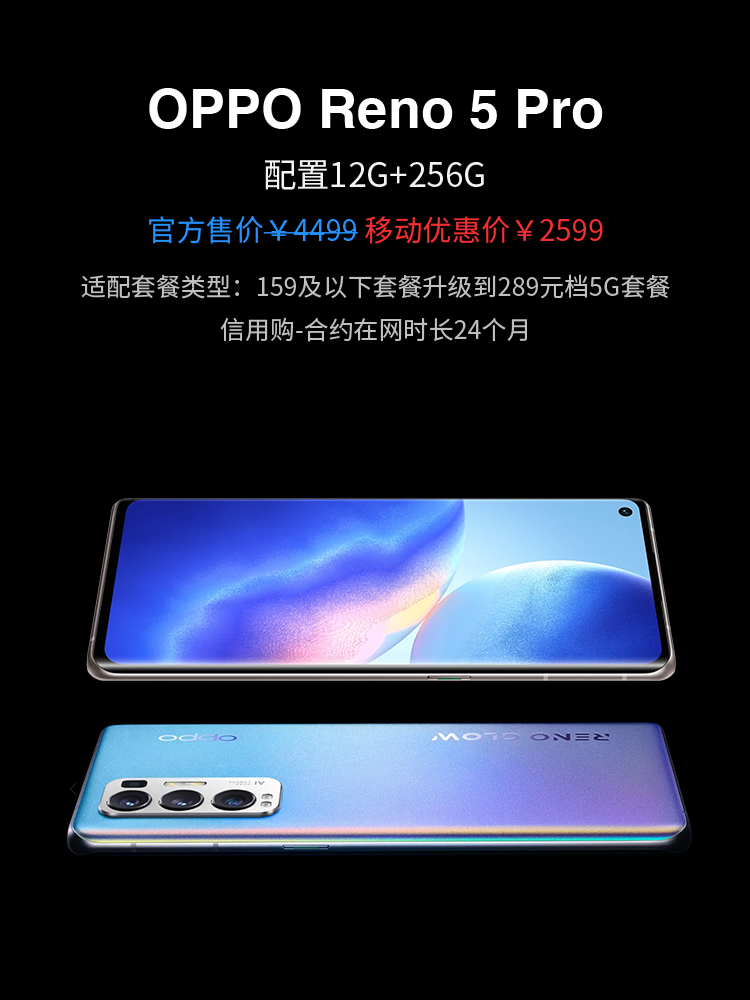 OPPO Reno 5 Pro
配置12G+256G
官方售价￥4499 移动优惠价￥2599
适配套餐类型：159及以下套餐升级到289元档5G套餐
信用购-合约在网时长24个月
oppo
RENO GLOW